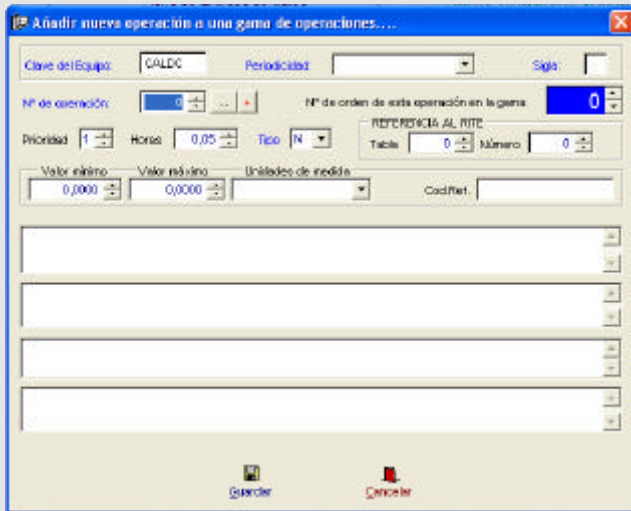 Añadir nueva operación a una gama de operaciones....
Clave del Equipo: CALDC Periodicidad: Sigla:
Nº de operación: 0 ... Nº de orden de esta operación en la gama 0
REFERENCIA AL RITE
Prioridad 1 Horas 0,05 Tipo N Tabla 0 Número 0
Valor mínimo Valor máximo Unidades de medida
0,0000 0,0000 Cod.Ref.
Guardar Cancelar